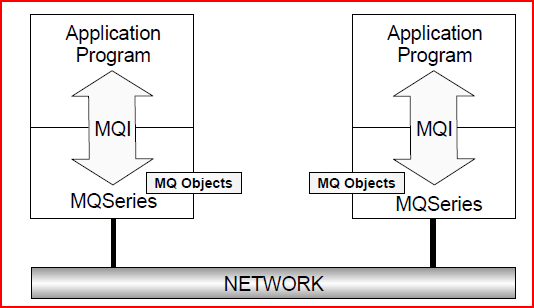 Application
Program
MQI
MQ Objects
MQSeries
Application
Program
MQI
MQ Objects
MQSeries
NETWORK